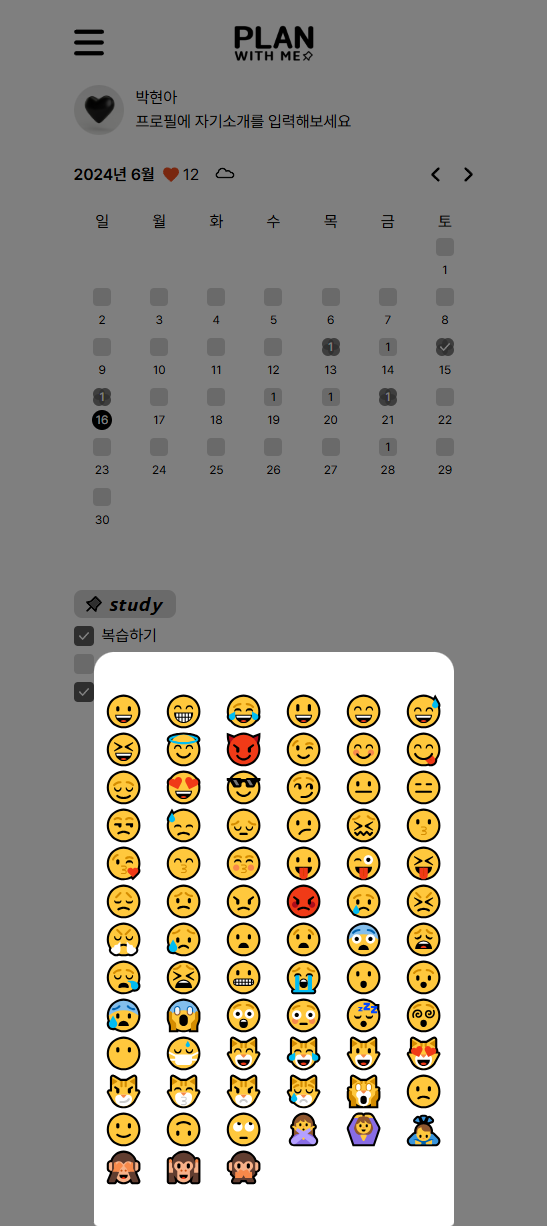 PLAN
WITH ME
박현아
프로필에 자기소개를 입력해보세요
2024년 6월 12
일 월 화 수 목 금 토
1
2 3 4 5 6 7 8
1 1
9 10 11 12 13 14 15
1 1 1 1
16 17 18 19 20 21 22
1
23 24 25 26 27 28 29
30
study
복습하기